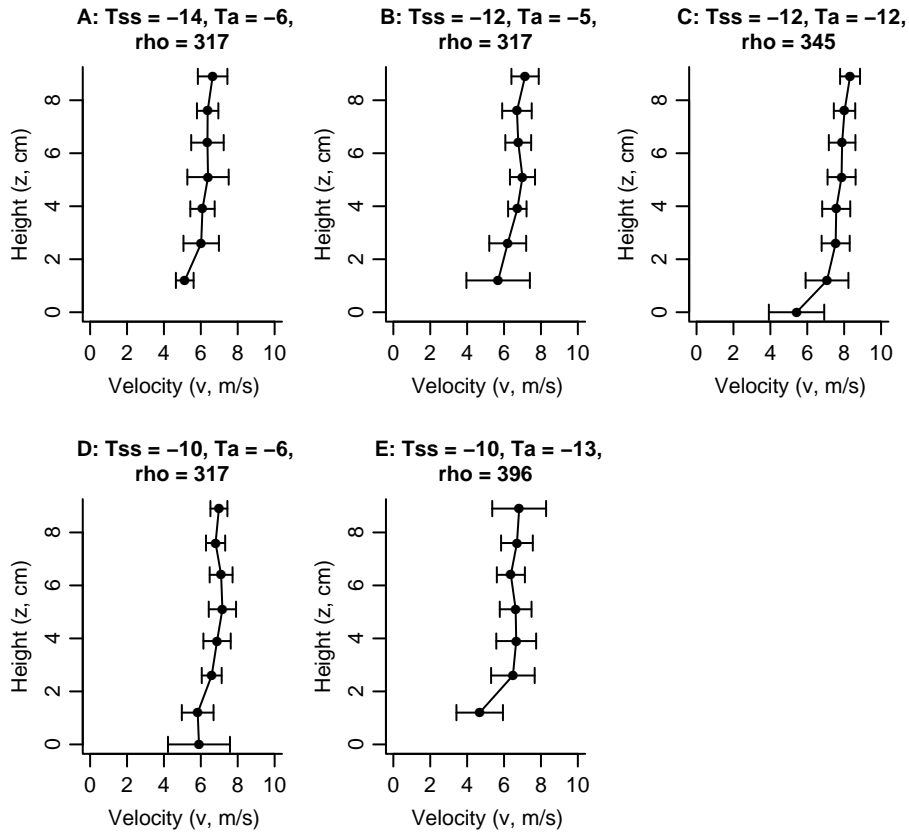 A: Tss = −14, Ta = −6,
rho = 317
Height (z, cm)
0 2 4 6 8
0 2 4 6 8 10
Velocity (v, m/s)
B: Tss = −12, Ta = −5,
rho = 317
Height (z, cm)
0 2 4 6 8
0 2 4 6 8 10
Velocity (v, m/s)
C: Tss = −12, Ta = −12,
rho = 345
Height (z, cm)
0 2 4 6 8
0 2 4 6 8 10
Velocity (v, m/s)
D: Tss = −10, Ta = −6,
rho = 317
Height (z, cm)
0 2 4 6 8
0 2 4 6 8 10
Velocity (v, m/s)
E: Tss = −10, Ta = −13,
rho = 396
Height (z, cm)
0 2 4 6 8
0 2 4 6 8 10
Velocity (v, m/s)